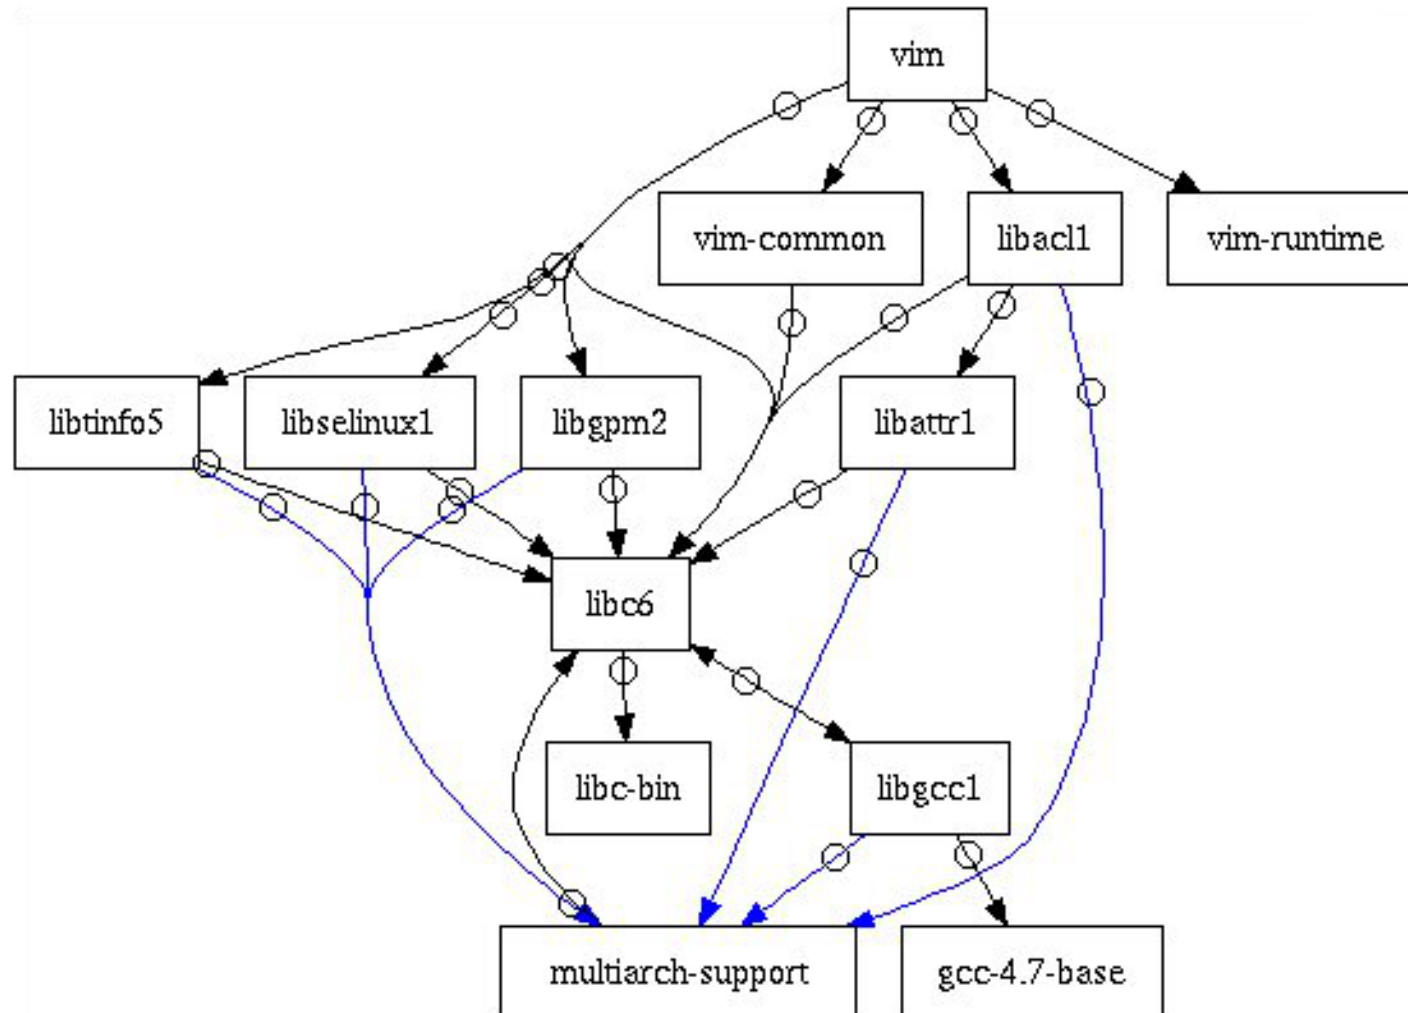 vim
vim-common
libacl1
vim-runtime
libtinfo5
libselinux1
libgpm2
libattr1
libc6
libc-bin
libgcc1
multiarch-support
gcc-4.7-base